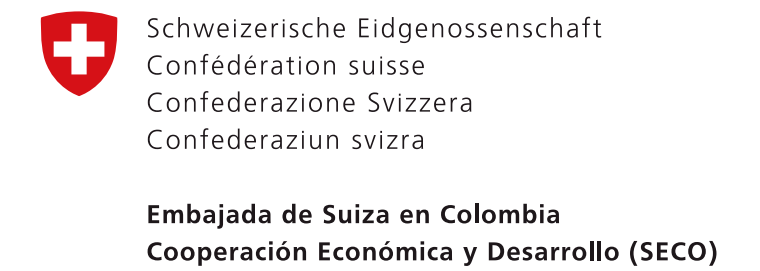 Schweizerische Eidgenossenschaft
Confédération suisse
Confederazione Svizzera
Confederaziun svizra
Embajada de Suiza en Colombia
Cooperación Económica y Desarrollo (SECO)